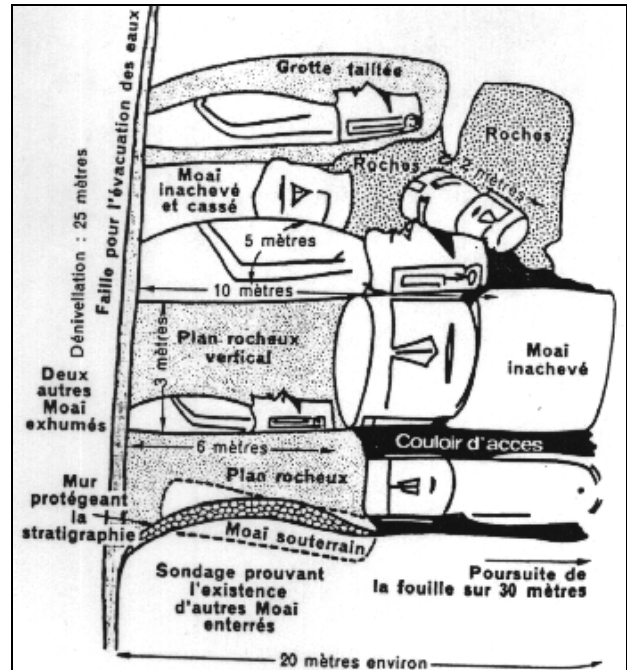 Dénivellation : 25 mètres
Faille pour l'évacuation des eaux
Grotte taillée
Roches
Roches
2 mètres
Moaï
inachevé
et cassé
5 mètres
10 mètres
3 mètres
Plan rocheux
vertical
Moaï
inachevé
Deux
autres
Moaï
exhumés
6 mètres
Couloir d'acces
Plan rocheux
Mur
protégeant
la
stratigraphie
Moaï souterrain
Sondage prouvant
l'existence
d'autres Moaï
enterrés
Poursuite de
la fouille sur 30 mètres
20 mètres environ